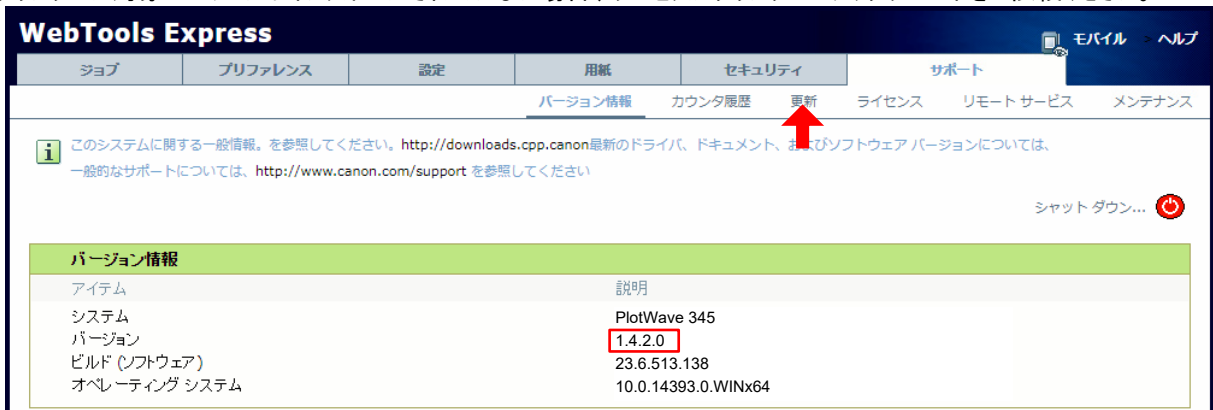 WebTools Express
モバイル ヘルプ
ジョブ プリファレンス 設定 用紙 セキュリティ サポート
バージョン情報 カウンタ履歴 更新 ライセンス リモート サービス メンテナンス
このシステムに関する一般情報。を参照してください。http://downloads.cpp.canon最新のドライバ、ドキュメント、およびソフトウェア バージョンについては、
一般的なサポートについては、http://www.canon.com/support を参照してください
シャット ダウン...
バージョン情報
アイテム 説明
システム PlotWave 345
バージョン 1.4.2.0
ビルド (ソフトウェア) 23.6.513.138
オペレーティング システム 10.0.14393.0.WINx64